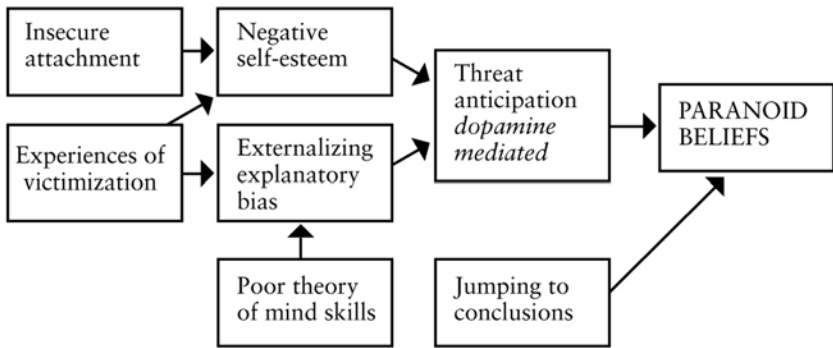 Insecure
attachment
Negative
self-esteem
Threat
anticipation
dopamine
mediated
PARANOID
BELIEFS
Experiences of
victimization
Externalizing
explanatory
bias
Poor theory
of mind skills
Jumping to
conclusions